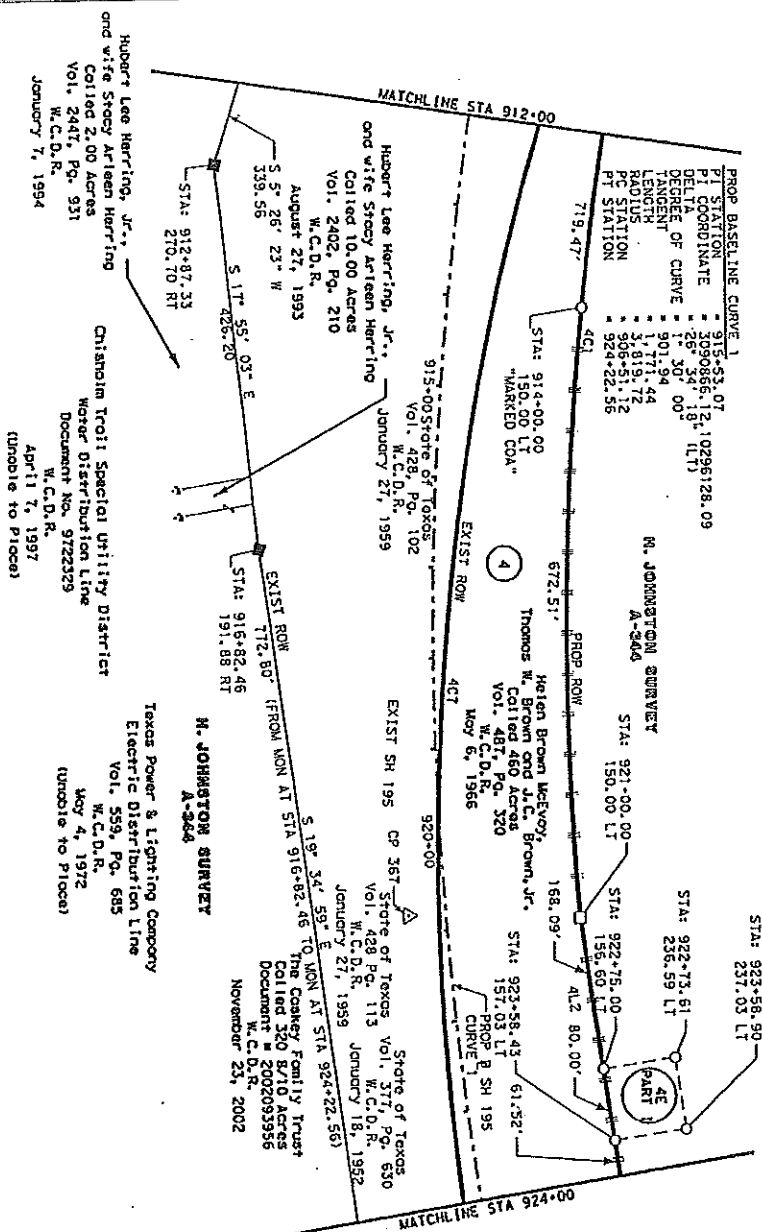 PROP BASELINE CURVE 1
PI STATION = 915+53.07
PI COORDINATE = 3090866.12,10296128.09
DELTA = 26° 34' 18" (LT)
DEGREE OF CURVE = 1° 30' 00"
TANGENT = 901.94
LENGTH = 1,771.44
RADIUS = 3,819.72
PC STATION = 906+51.12
PT STATION = 924+22.56
N. JOHNSTON SURVEY
A-344
STA: 921+00.00
150.00 LT
STA: 922+75.00
156.60 LT
STA: 922+73.61
236.59 LT
STA: 923+58.90
237.03 LT
4E
PART 1
719.47'
4C1
STA: 914+00.00
150.00 LT
"MARKED COA"
672.51'
PROP ROW
168.09'
4L2 80.00'
61.52'
STA: 923+58.43
157.03 LT
4
Helen Brown McEvoy,
Thomas W. Brown and J.C. Brown, Jr.
Called 460 Acres
Vol. 487, Pg. 320
W.C.D.R.
May 6, 1966
MATCHLINE STA 912+00
EXIST ROW
4C7
PROP B SH 195
CURVE 1
915+00
State of Texas
Vol. 428, Pg. 102
W.C.D.R.
January 27, 1959
920+00
EXIST SH 195
CP 367
State of Texas
Vol. 428 Pg. 113
W.C.D.R.
January 27, 1959
State of Texas
Vol. 377, Pg. 630
W.C.D.R.
January 18, 1952
MATCHLINE STA 924+00
Hubert Lee Herring, Jr.,
and wife Stacy Arleen Herring
Called 10.00 Acres
Vol. 2402, Pg. 210
W.C.D.R.
August 27, 1993
S 5° 26' 23" W
339.56
S 17° 55' 03" E
426.20
STA: 912+87.33
270.70 RT
EXIST ROW
772.80' (FROM MON AT STA 916+82.46 TO MON AT STA 924+22.56)
S 19° 34' 59" E
STA: 916+82.46
191.88 RT
The Caskey Family Trust
Called 320 8/10 Acres
Document # 2002093956
W.C.D.R.
November 23, 2002
N. JOHNSTON SURVEY
A-344
Hubert Lee Herring, Jr.,
and wife Stacy Arleen Herring
Called 2.00 Acres
Vol. 2447, Pg. 931
W.C.D.R.
January 7, 1994
Chisholm Trail Special Utility District
Water Distribution Line
Document No. 9722329
W.C.D.R.
April 7, 1997
(Unable to Place)
Texas Power & Lighting Company
Electric Distribution Line
Vol. 559, Pg. 685
W.C.D.R.
May 4, 1972
(Unable to Place)